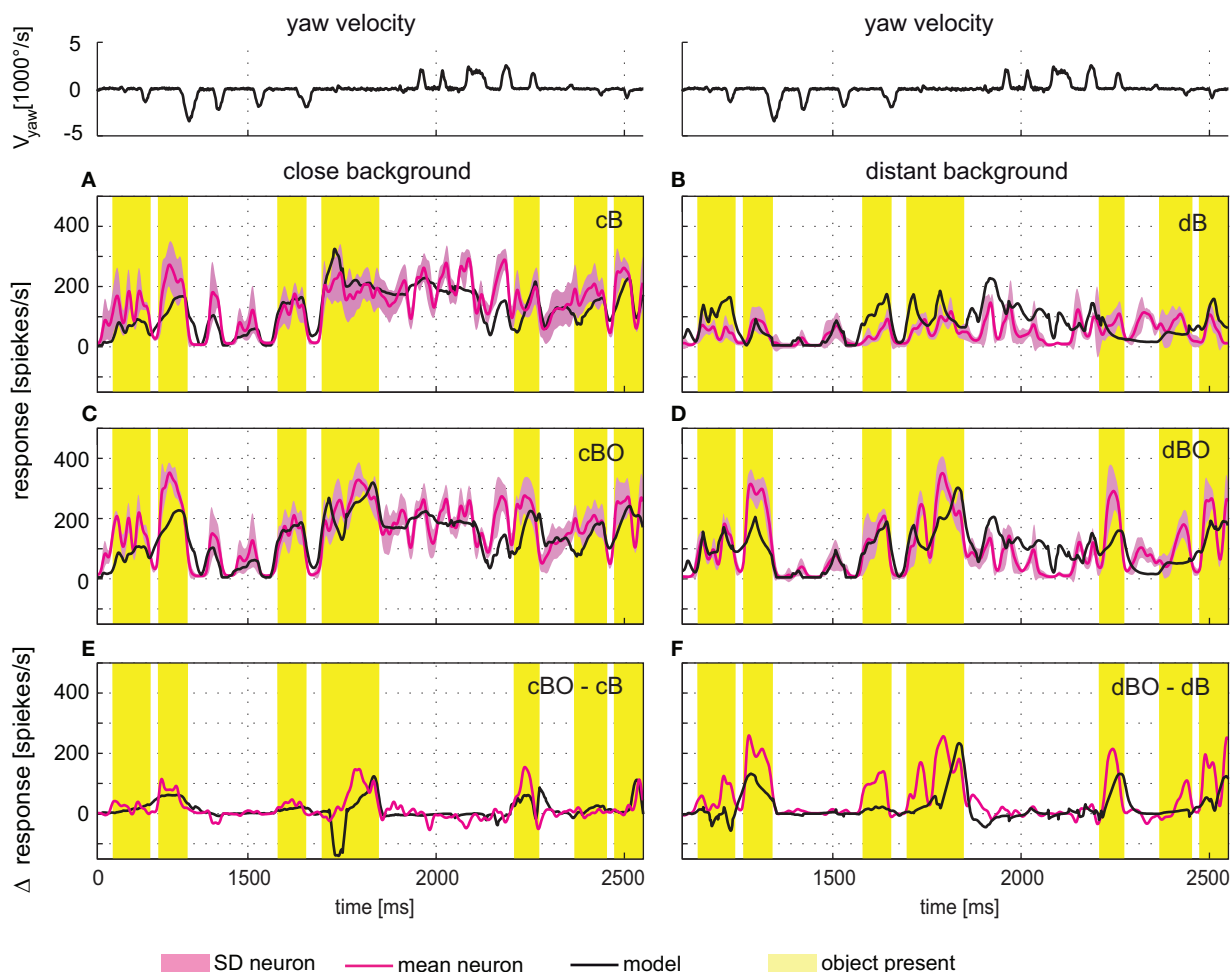 yaw velocity
yaw velocity
V_yaw[1000°/s]
5
0
-5
close background
distant background
A
cB
B
dB
400
200
0
response [spiekes/s]
C
cBO
D
dBO
400
200
0
E
cBO - cB
F
dBO - dB
400
200
0
Δ response [spiekes/s]
0 1500 2000 2500
1500 2000 2500
time [ms]
time [ms]
SD neuron mean neuron model object present